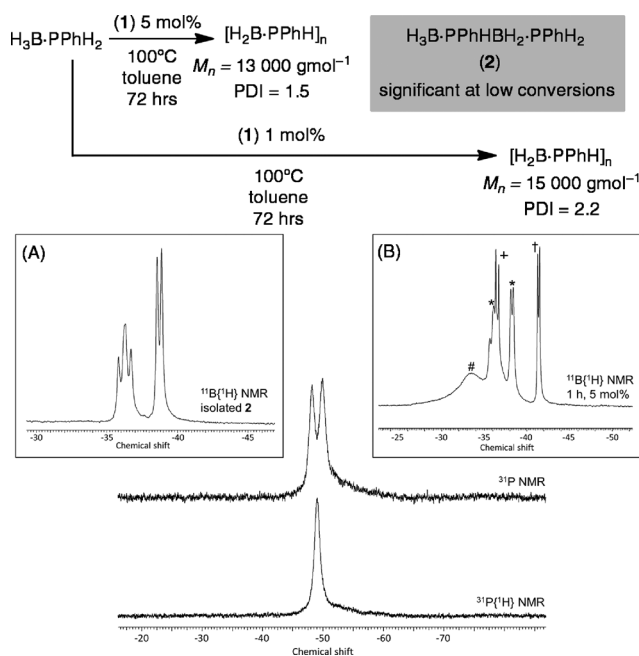 H₃B·PPhH₂
(1) 5 mol%
100ºC
toluene
72 hrs
[H₂B·PPhH]ₙ
Mₙ = 13 000 gmol⁻¹
PDI = 1.5
H₃B·PPhHBH₂·PPhH₂
(2)
significant at low conversions
(1) 1 mol%
100ºC
toluene
72 hrs
[H₂B·PPhH]ₙ
Mₙ = 15 000 gmol⁻¹
PDI = 2.2
(A)
¹¹B{¹H} NMR
isolated 2
-30 -35 -40 -45
Chemical shift
(B)
# * + * †
¹¹B{¹H} NMR
1 h, 5 mol%
-25 -30 -35 -40 -45 -50
Chemical shift
³¹P NMR
³¹P{¹H} NMR
-20 -30 -40 -50 -60 -70
Chemical shift